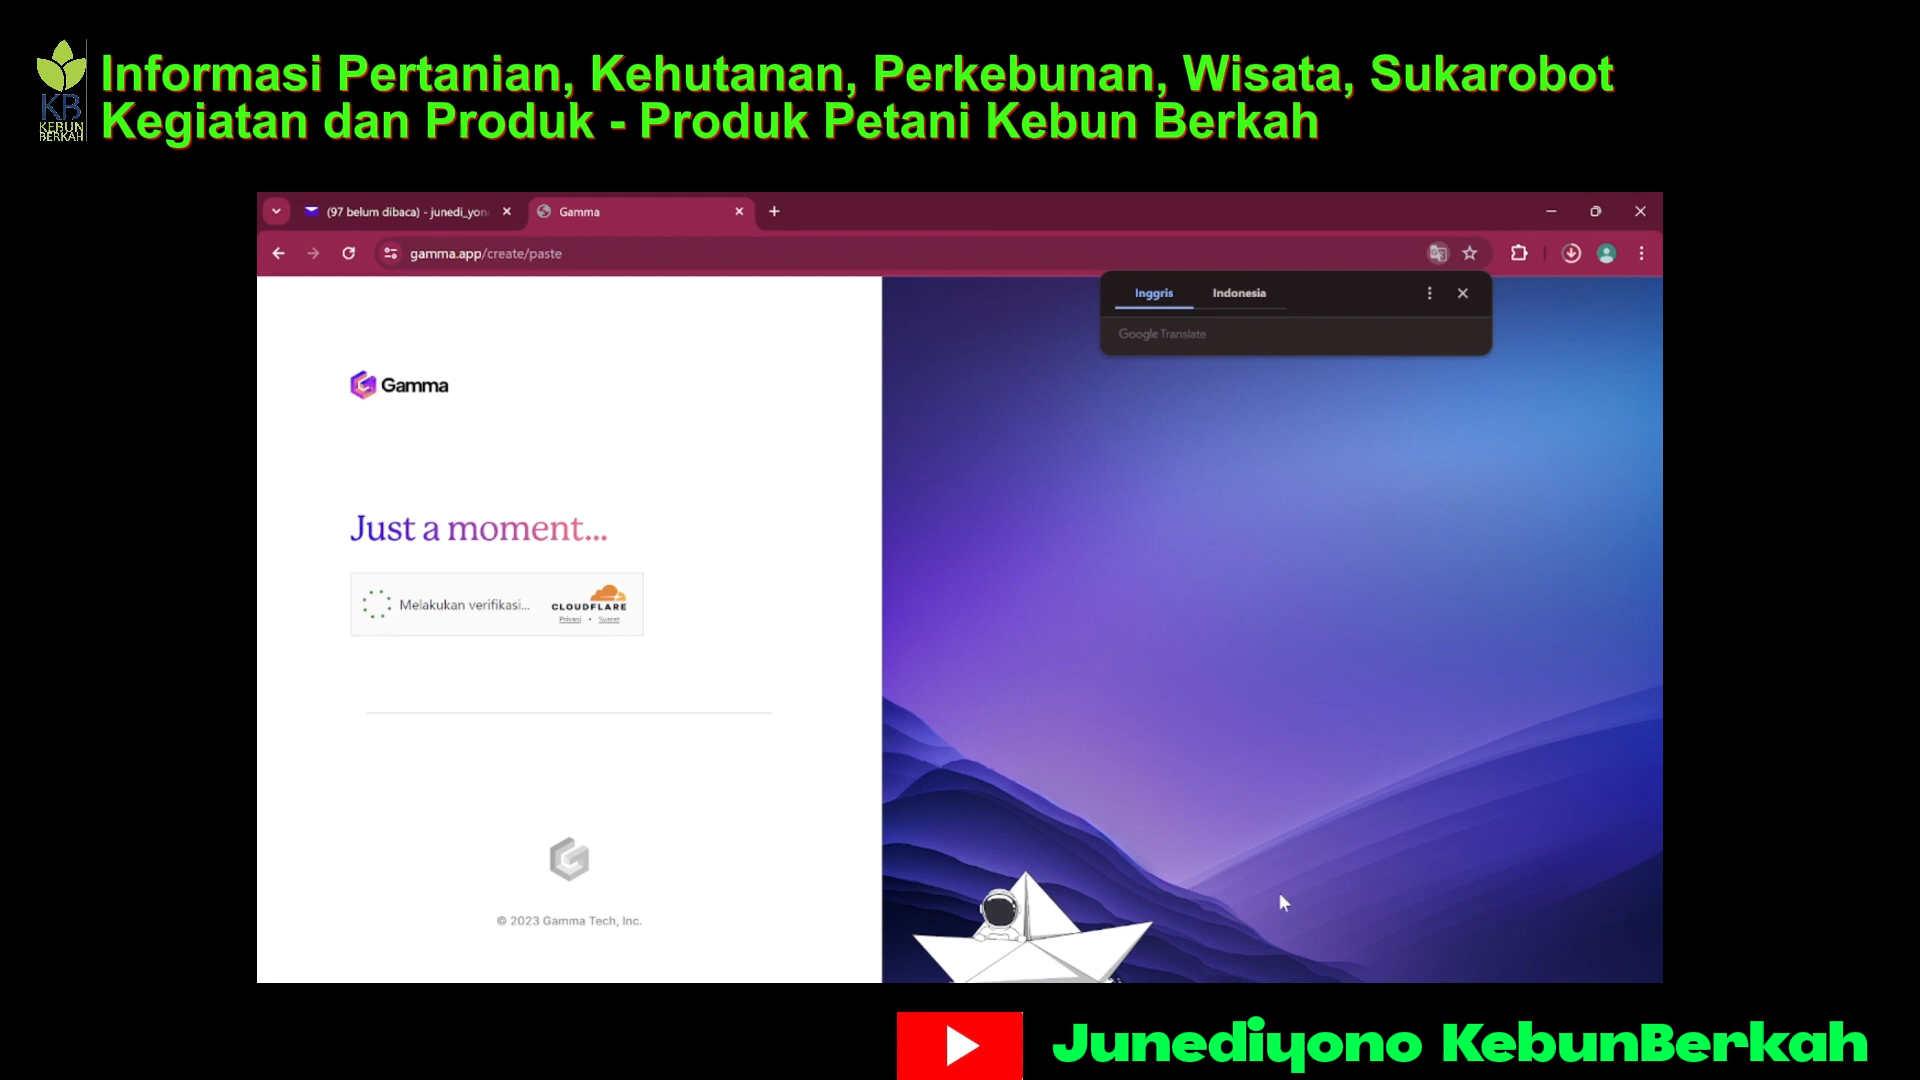 Informasi Pertanian, Kehutanan, Perkebunan, Wisata, Sukarobot
Kegiatan dan Produk - Produk Petani Kebun Berkah
KB
KEBUN
BERKAH
(97 belum dibaca) - junedi_yon
Gamma
gamma.app/create/paste
Inggris
Indonesia
Google Translate
Gamma
Just a moment...
Melakukan verifikasi...
CLOUDFLARE
Privasi • Syarat
© 2023 Gamma Tech, Inc.
Junediyono KebunBerkah